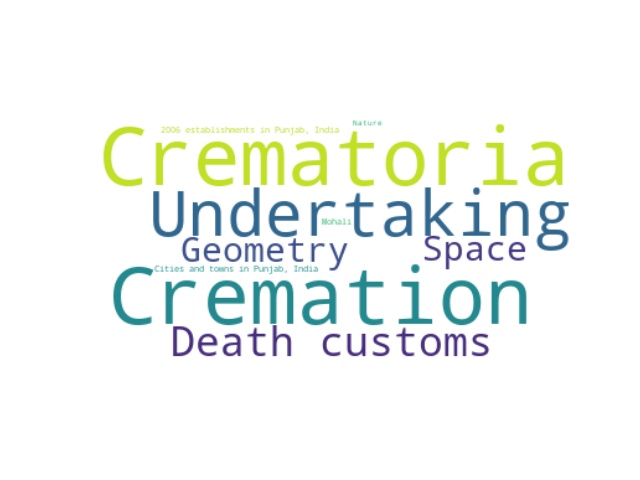 Nature
2006 establishments in Punjab, India
Crematoria
Undertaking
Mohali
Geometry
Space
Cities and towns in Punjab, India
Cremation
Death customs